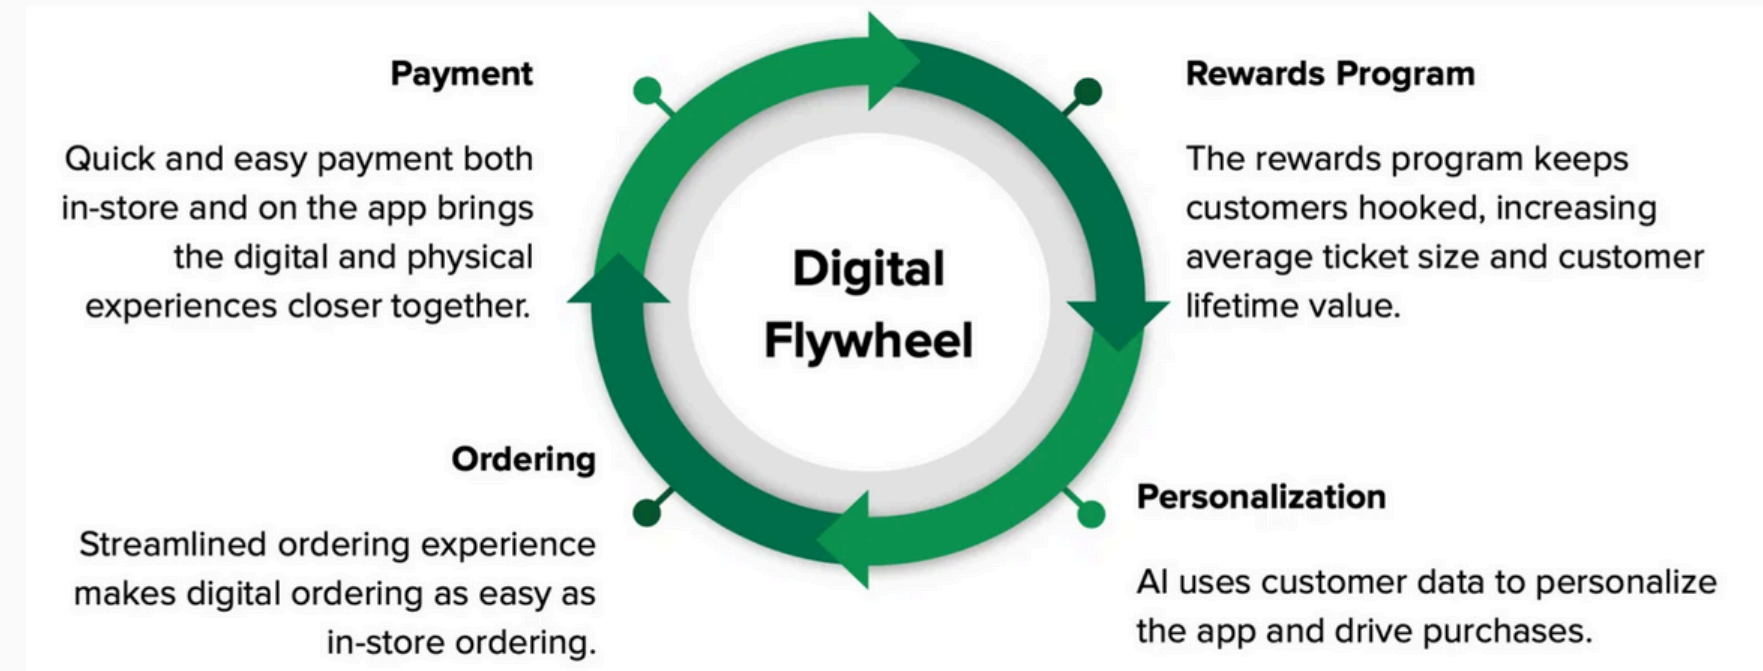 Payment
Quick and easy payment both
in-store and on the app brings
the digital and physical
experiences closer together.
Rewards Program
The rewards program keeps
customers hooked, increasing
average ticket size and customer
lifetime value.
Digital
Flywheel
Ordering
Streamlined ordering experience
makes digital ordering as easy as
in-store ordering.
Personalization
AI uses customer data to personalize
the app and drive purchases.